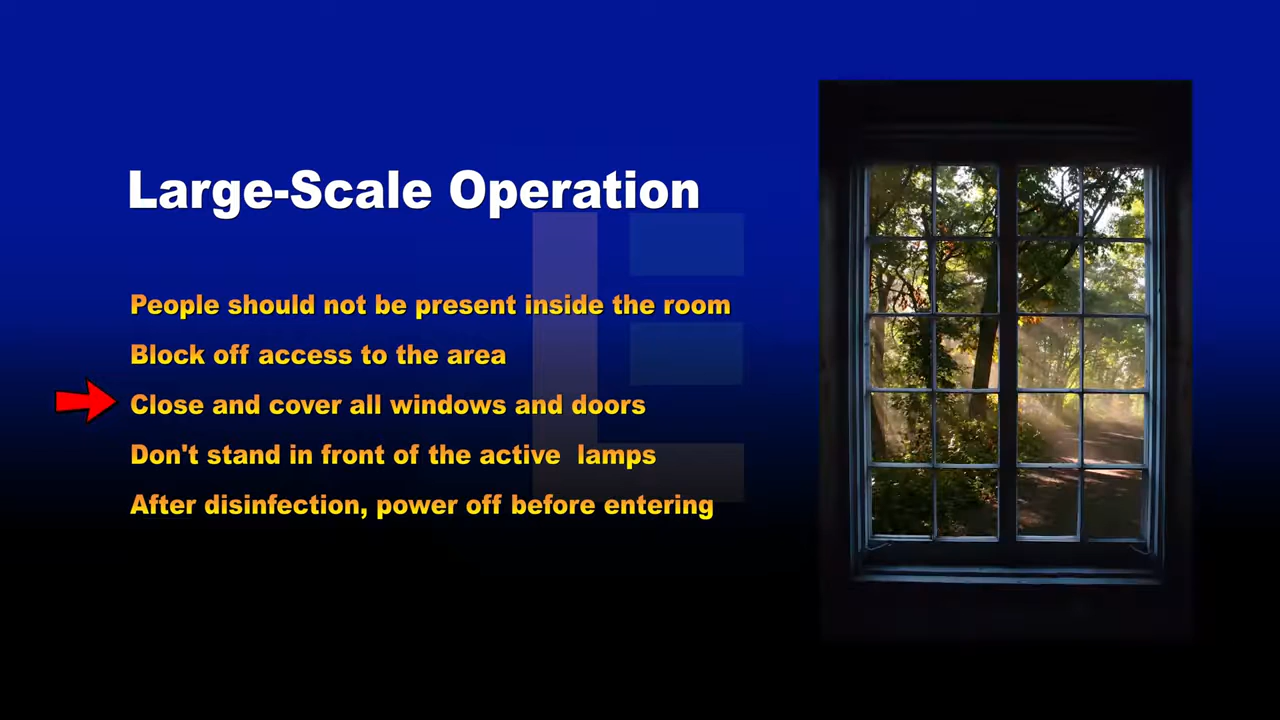 Large-Scale Operation
People should not be present inside the room
Block off access to the area
Close and cover all windows and doors
Don't stand in front of the active lamps
After disinfection, power off before entering